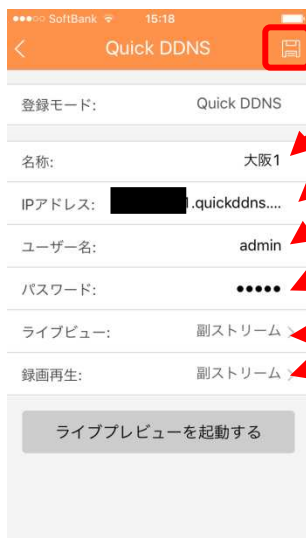 SoftBank 15:18
Quick DDNS
登録モード: Quick DDNS
名称: 大阪1
IPアドレス: 1.quickddns....
ユーザー名: admin
パスワード: ●●●●●
ライブビュー: 副ストリーム
録画再生: 副ストリーム
ライブプレビューを起動する